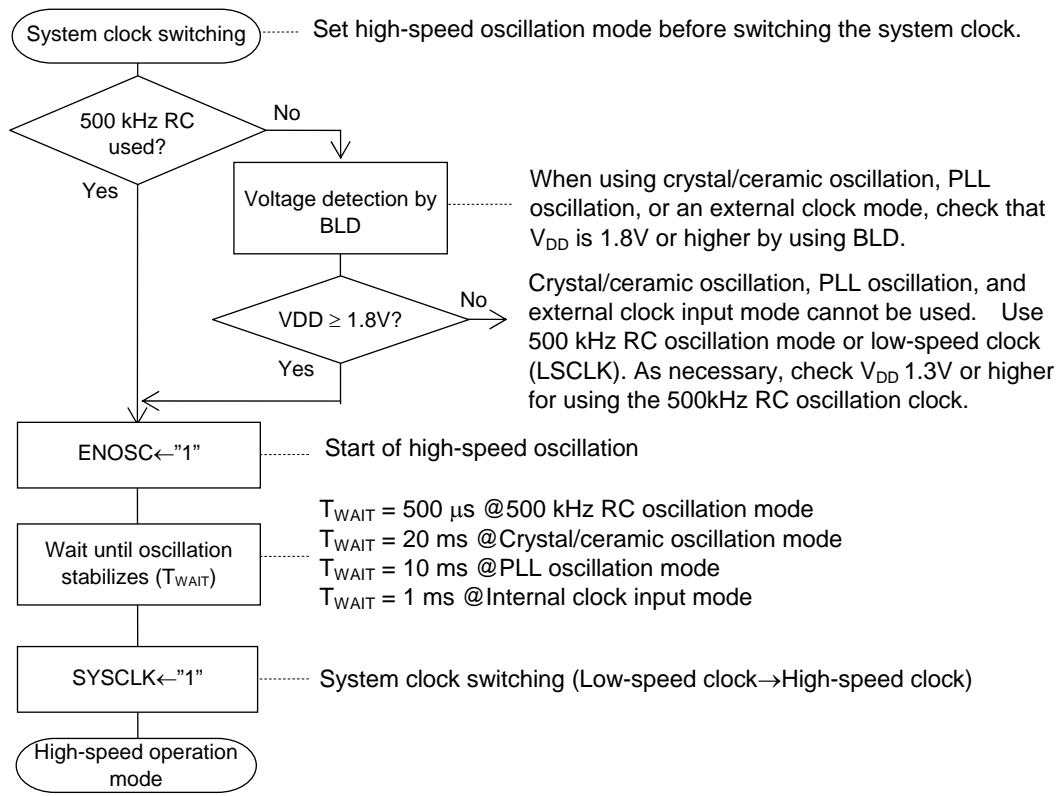 System clock switching
Set high-speed oscillation mode before switching the system clock.
500 kHz RC
used?
No
Yes
Voltage detection by
BLD
When using crystal/ceramic oscillation, PLL
oscillation, or an external clock mode, check that
VDD is 1.8V or higher by using BLD.
VDD ≥ 1.8V?
No
Yes
Crystal/ceramic oscillation, PLL oscillation, and
external clock input mode cannot be used. Use
500 kHz RC oscillation mode or low-speed clock
(LSCLK). As necessary, check VDD 1.3V or higher
for using the 500kHz RC oscillation clock.
ENOSC←”1”
Start of high-speed oscillation
Wait until oscillation
stabilizes (TWAIT)
TWAIT = 500 μs @500 kHz RC oscillation mode
TWAIT = 20 ms @Crystal/ceramic oscillation mode
TWAIT = 10 ms @PLL oscillation mode
TWAIT = 1 ms @Internal clock input mode
SYSCLK←”1”
System clock switching (Low-speed clock→High-speed clock)
High-speed operation
mode